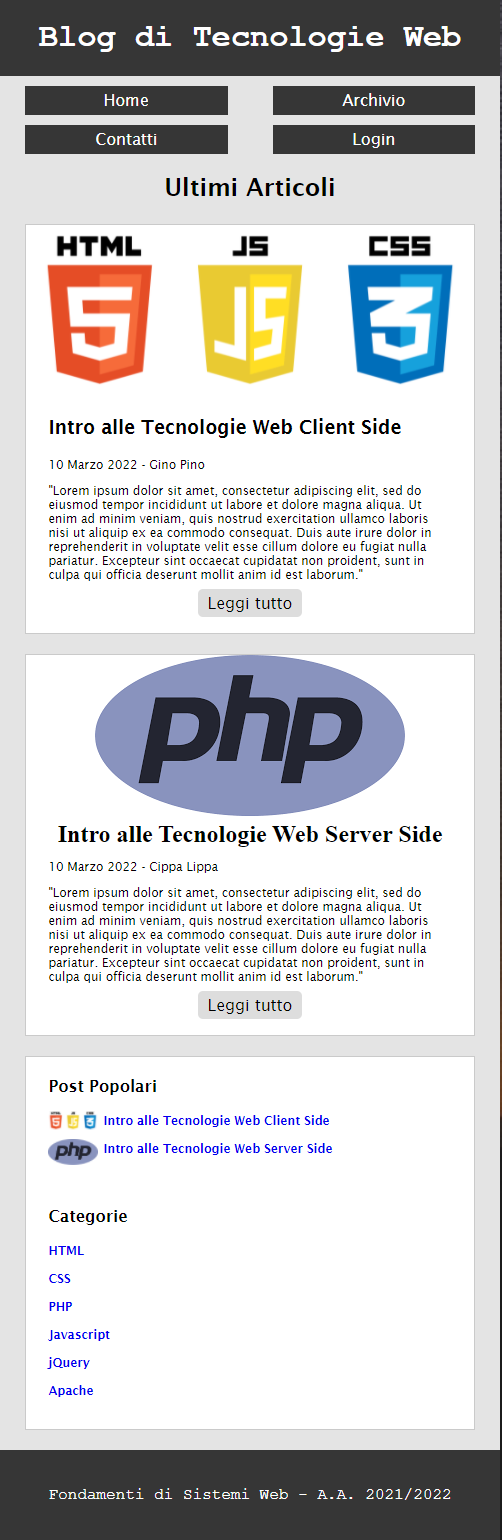 Blog di Tecnologie Web
Home
Archivio
Contatti
Login
Ultimi Articoli
HTML
JS
CSS
5
JS
3
Intro alle Tecnologie Web Client Side
10 Marzo 2022 - Gino Pino
"Lorem ipsum dolor sit amet, consectetur adipiscing elit, sed do
eiusmod tempor incididunt ut labore et dolore magna aliqua. Ut
enim ad minim veniam, quis nostrud exercitation ullamco laboris
nisi ut aliquip ex ea commodo consequat. Duis aute irure dolor in
reprehenderit in voluptate velit esse cillum dolore eu fugiat nulla
pariatur. Excepteur sint occaecat cupidatat non proident, sunt in
culpa qui officia deserunt mollit anim id est laborum."
Leggi tutto
php
Intro alle Tecnologie Web Server Side
10 Marzo 2022 - Cippa Lippa
"Lorem ipsum dolor sit amet, consectetur adipiscing elit, sed do
eiusmod tempor incididunt ut labore et dolore magna aliqua. Ut
enim ad minim veniam, quis nostrud exercitation ullamco laboris
nisi ut aliquip ex ea commodo consequat. Duis aute irure dolor in
reprehenderit in voluptate velit esse cillum dolore eu fugiat nulla
pariatur. Excepteur sint occaecat cupidatat non proident, sunt in
culpa qui officia deserunt mollit anim id est laborum."
Leggi tutto
Post Popolari
HTML JS CSS
5 JS 3
Intro alle Tecnologie Web Client Side
php
Intro alle Tecnologie Web Server Side
Categorie
HTML
CSS
PHP
Javascript
jQuery
Apache
Fondamenti di Sistemi Web - A.A. 2021/2022